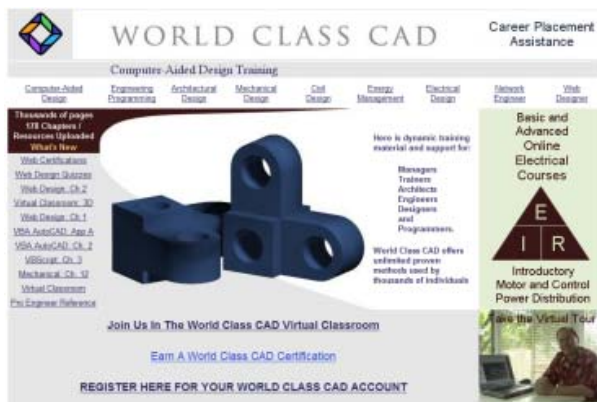 WORLD CLASS CAD
Career Placement
Assistance
Computer-Aided Design Training
Computer-Aided
Design
Engineering
Programming
Architectural
Design
Mechanical
Design
Civil
Design
Energy
Management
Electrical
Design
Network
Engineer
Web
Designer
Thousands of pages
178 Chapters /
Resources Uploaded
What's New
Web Certifications
Web Design Quizzes
Web Design, Ch 2
Virtual Classroom, 3D
Web Design, Ch 1
VBA AutoCAD, App A
VBA AutoCAD, Ch. 2
VBScript, Ch. 3
Mechanical, Ch. 12
Virtual Classroom
Pro Engineer Reference
Here is dynamic training
material and support for:
Managers
Trainers
Architects
Engineers
Designers
and
Programmers.
World Class CAD offers
unlimited proven
methods used by
thousands of individuals
Basic and
Advanced
Online
Electrical
Courses
E
I R
Introductory
Motor and Control
Power Distribution
Take the Virtual Tour
Join Us In The World Class CAD Virtual Classroom
Earn A World Class CAD Certification
REGISTER HERE FOR YOUR WORLD CLASS CAD ACCOUNT